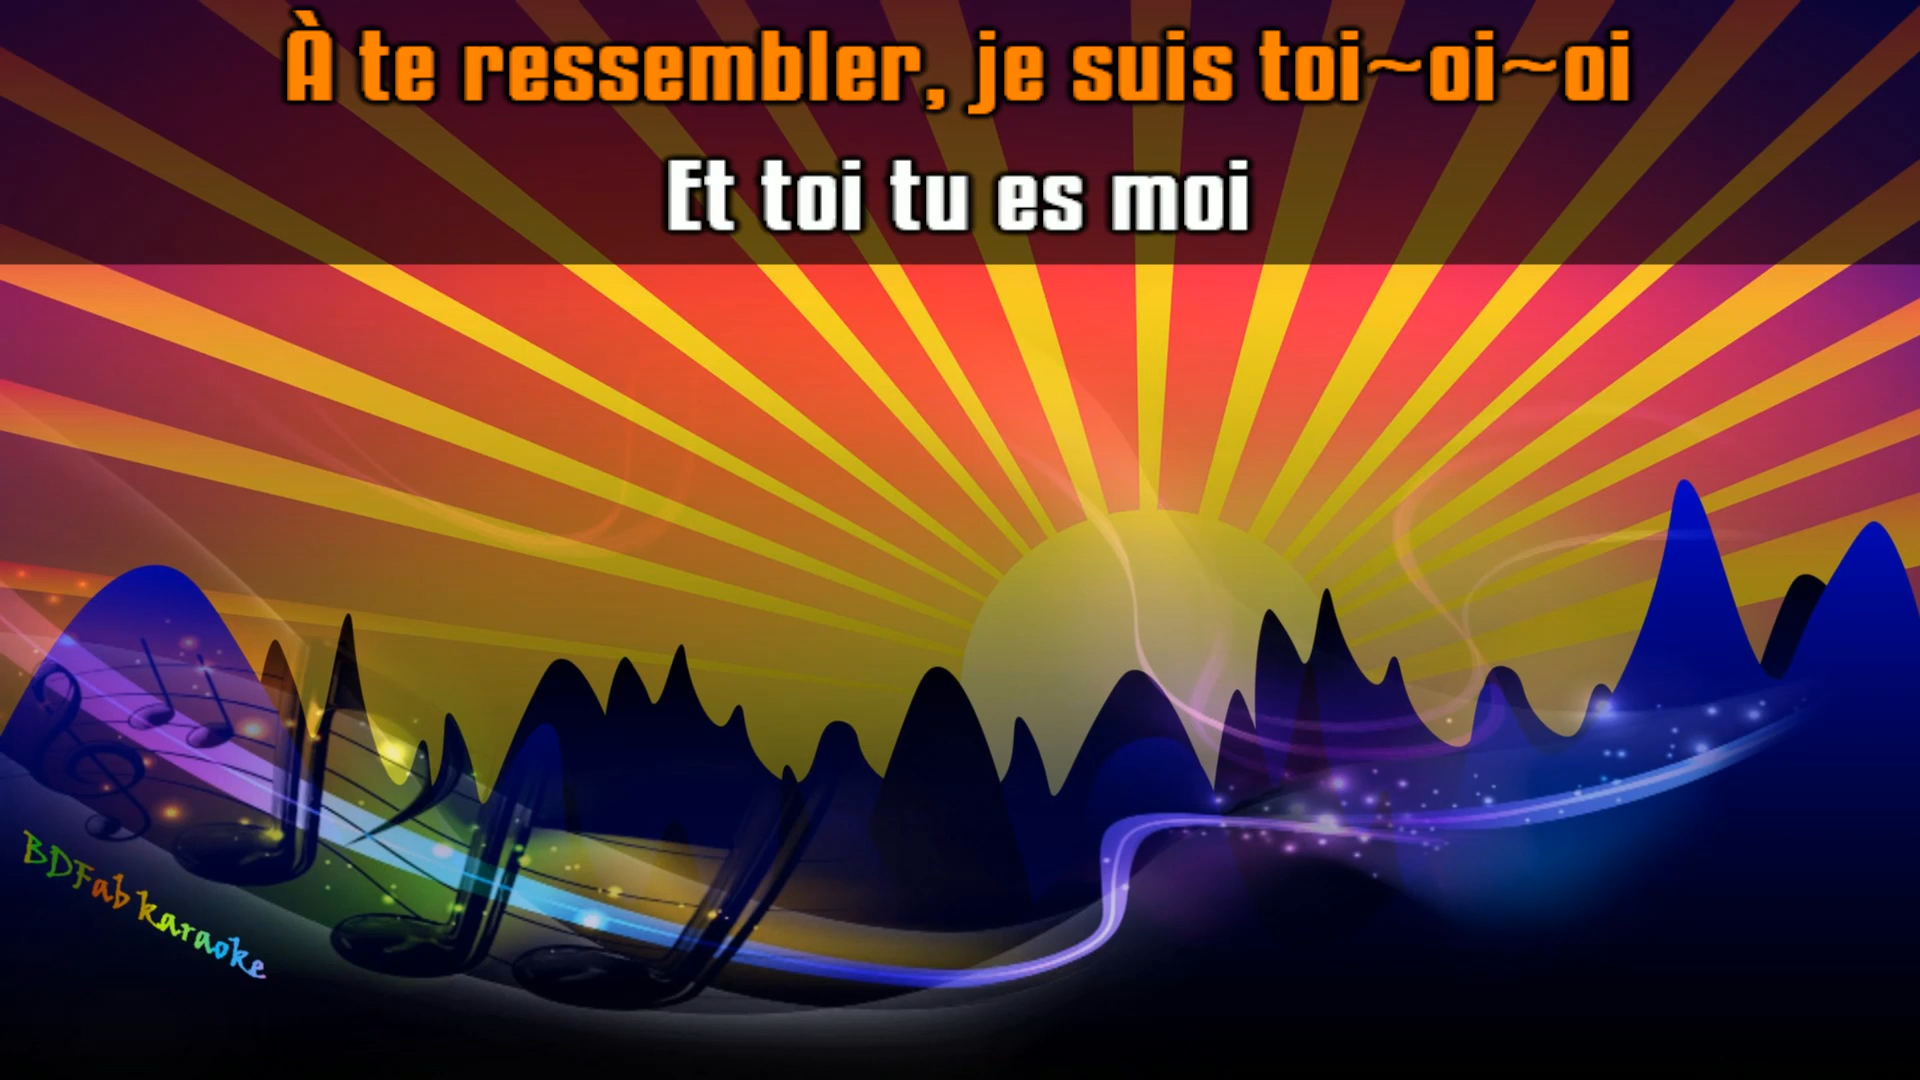 À te ressembler, je suis toi~oi~oi
Et toi tu es moi
BDFab karaoke